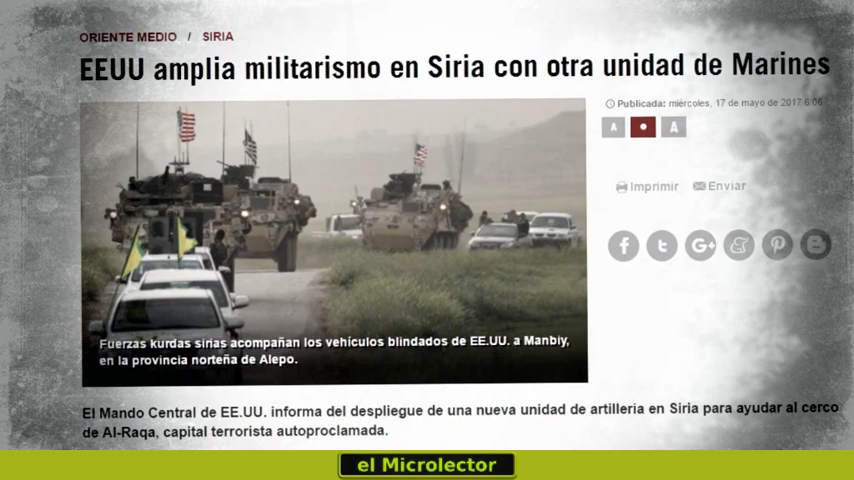 ORIENTE MEDIO / SIRIA
EEUU amplia militarismo en Siria con otra unidad de Marines
Publicada: miércoles, 17 de mayo de 2017 6:06
A A
Imprimir Enviar
Fuerzas kurdas sirias acompañan los vehículos blindados de EE.UU. a Manbiy,
en la provincia norteña de Alepo.
El Mando Central de EE.UU. informa del despliegue de una nueva unidad de artilleria en Siria para ayudar al cerco
de Al-Raqa, capital terrorista autoproclamada.
el Microlector